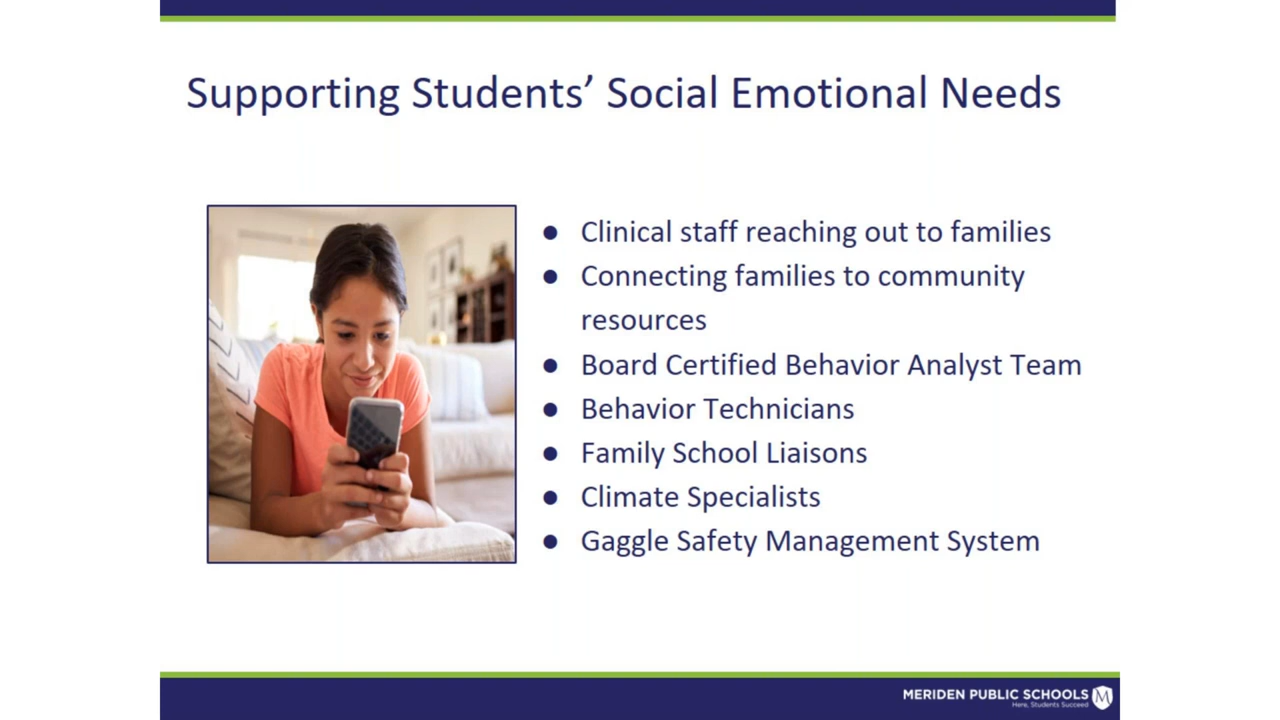 Supporting Students’ Social Emotional Needs
● Clinical staff reaching out to families
● Connecting families to community
resources
● Board Certified Behavior Analyst Team
● Behavior Technicians
● Family School Liaisons
● Climate Specialists
● Gaggle Safety Management System
MERIDEN PUBLIC SCHOOLS M
Here, Students Succeed